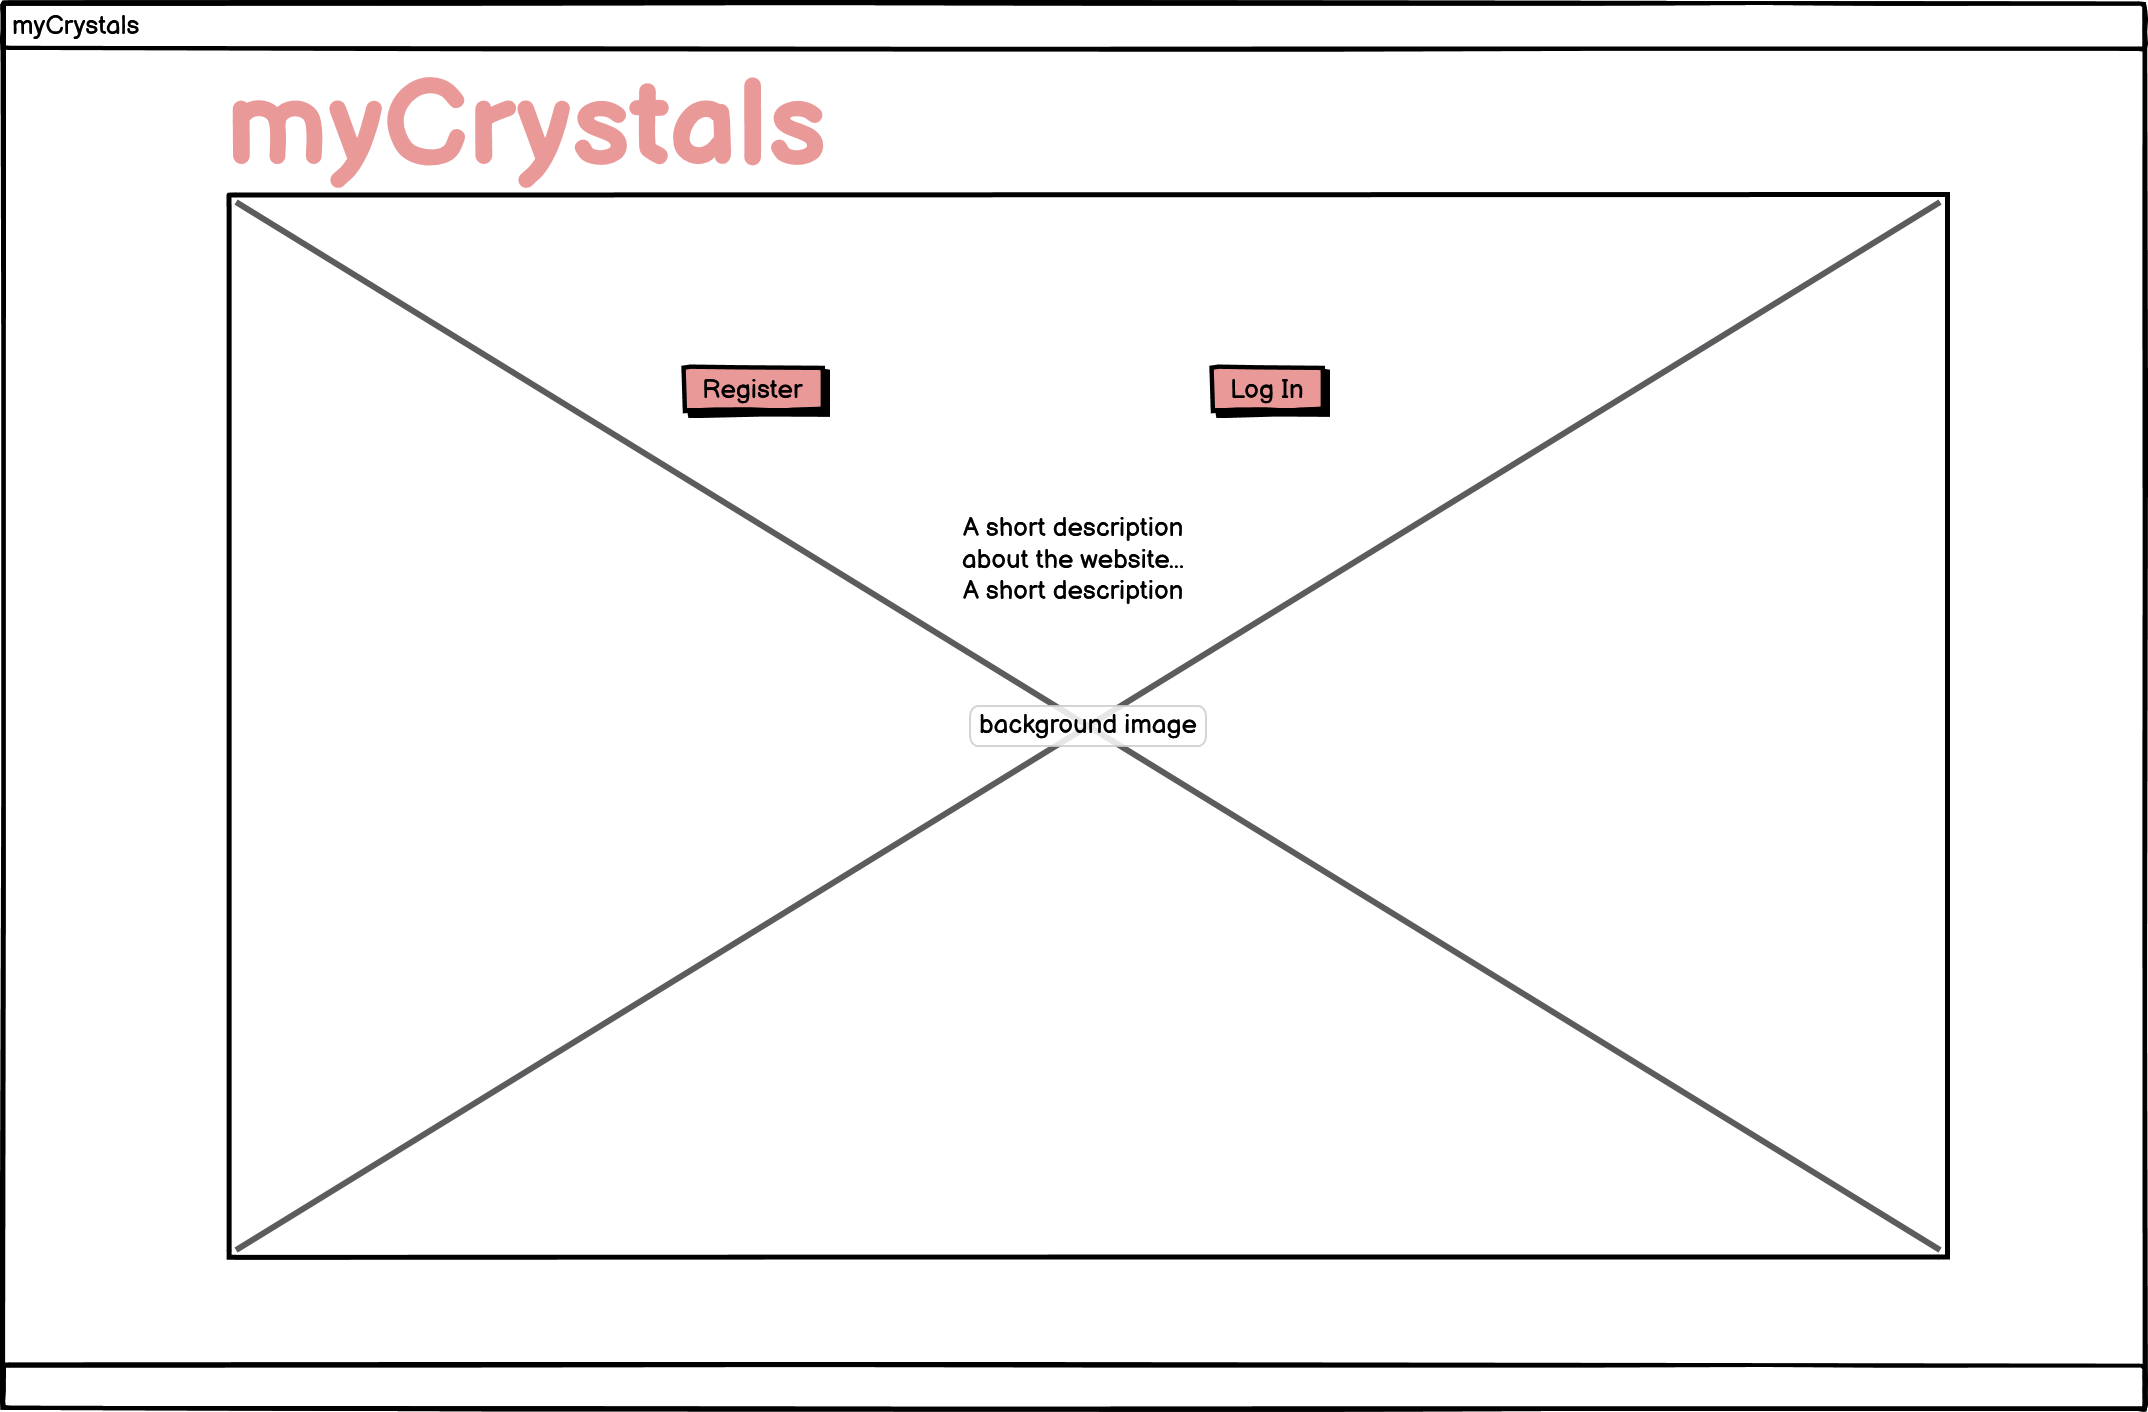 myCrystals
myCrystals
Register
Log In
A short description
about the website...
A short description
background image